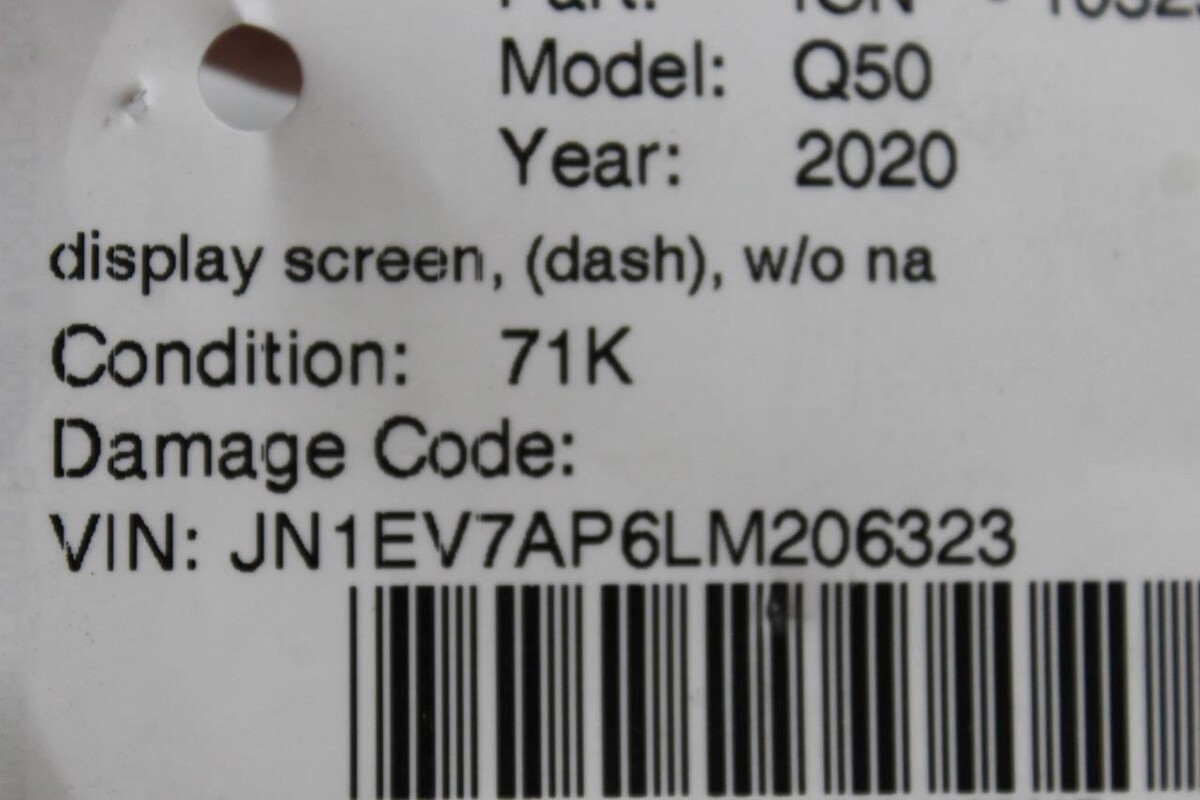 Model: Q50
Year: 2020
display screen, (dash), w/o na
Condition: 71K
Damage Code:
VIN: JN1EV7AP6LM206323